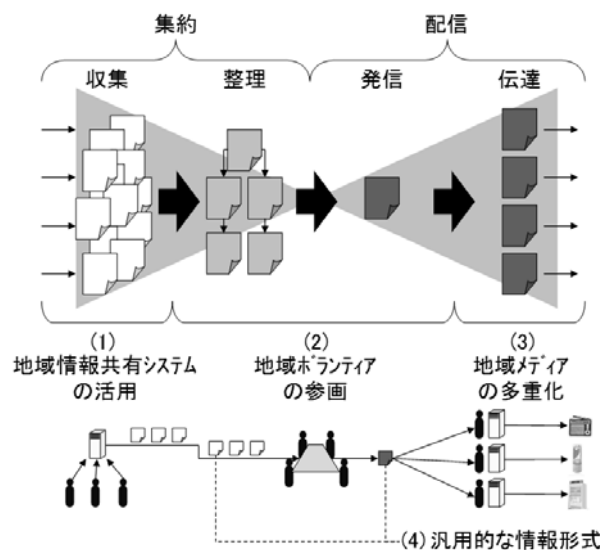 集約
配信
収集
整理
発信
伝達
(1)
地域情報共有システム
の活用
(2)
地域ﾎﾞﾗﾝﾃｨｱ
の参画
(3)
地域ﾒﾃﾞｨｱ
の多重化
(4) 汎用的な情報形式